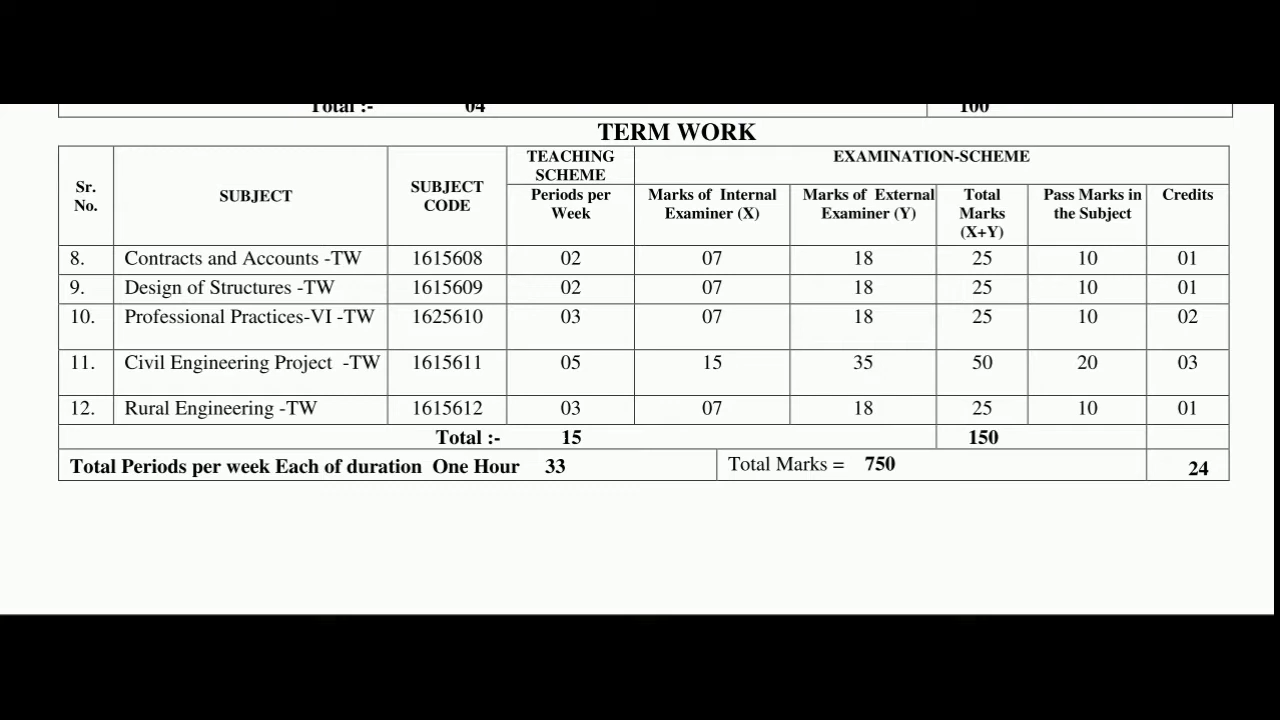 Total :- 04 100
TERM WORK
Sr. No. SUBJECT SUBJECT CODE TEACHING SCHEME EXAMINATION-SCHEME
Periods per Week Marks of Internal Examiner (X) Marks of External Examiner (Y) Total Marks (X+Y) Pass Marks in the Subject Credits
8. Contracts and Accounts -TW 1615608 02 07 18 25 10 01
9. Design of Structures -TW 1615609 02 07 18 25 10 01
10. Professional Practices-VI -TW 1625610 03 07 18 25 10 02
11. Civil Engineering Project -TW 1615611 05 15 35 50 20 03
12. Rural Engineering -TW 1615612 03 07 18 25 10 01
Total :- 15 150
Total Periods per week Each of duration One Hour 33 Total Marks = 750 24